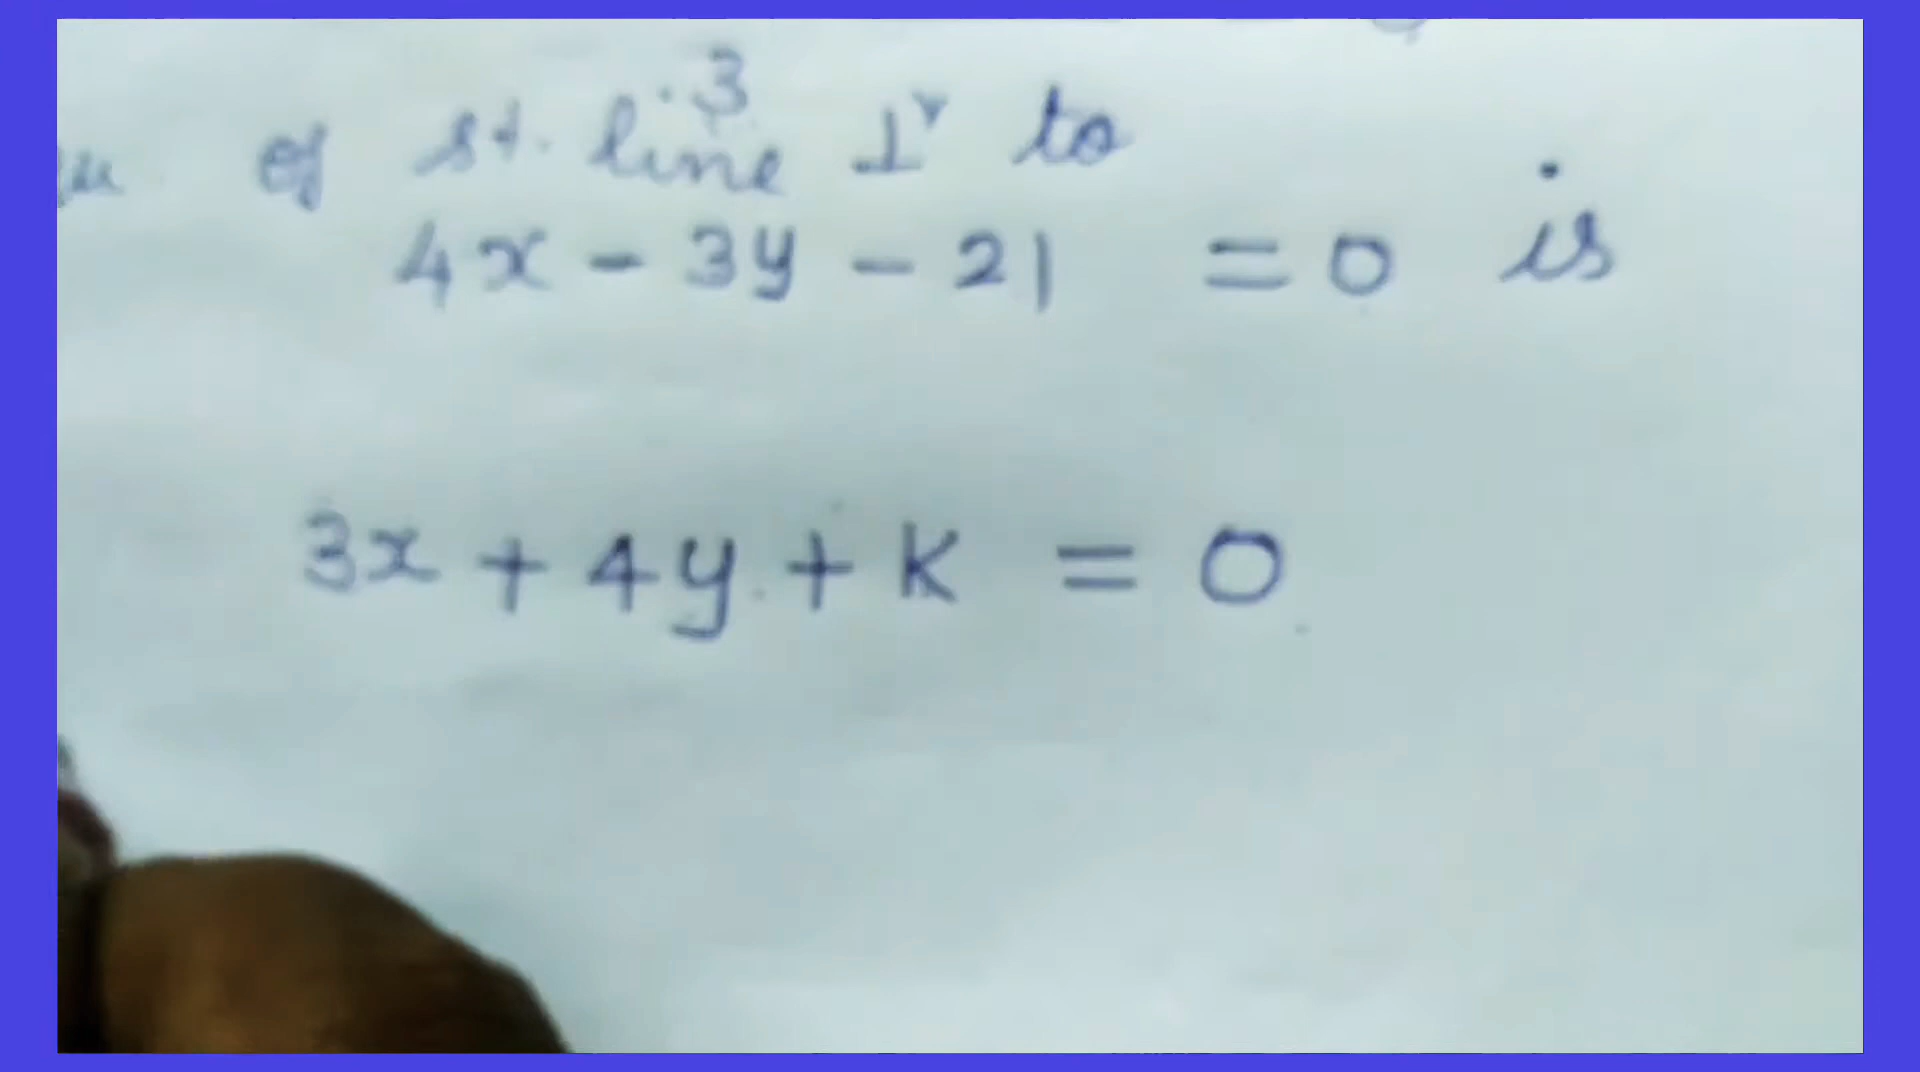 of st. line ⊥r to
4x - 3y - 21 = 0 is
3x + 4y + K = 0